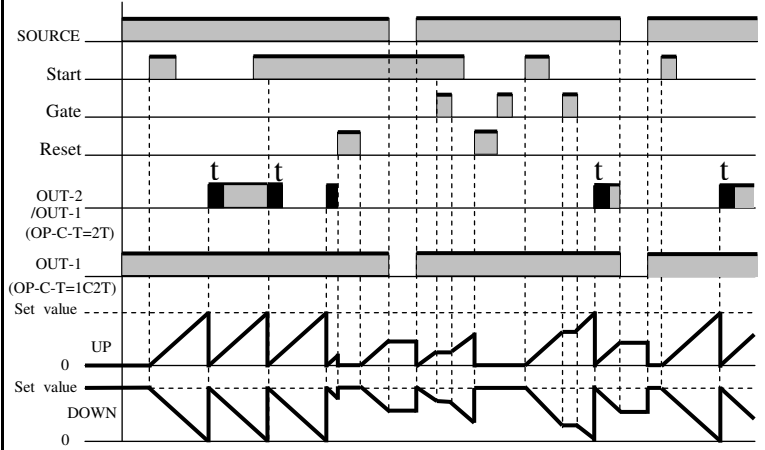 SOURCE
Start
Gate
Reset
t t t t
OUT-2
/OUT-1
(OP-C-T=2T)
OUT-1
(OP-C-T=1C2T)
Set value
UP
0
Set value
DOWN
0